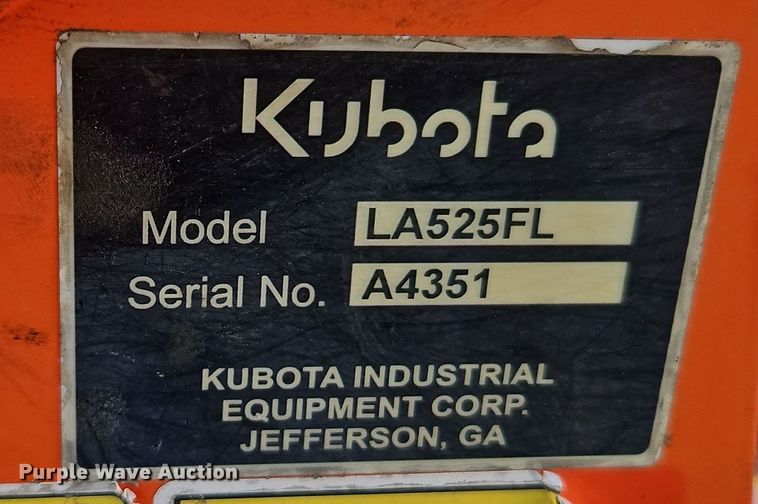 Kubota
Model LA525FL
Serial No. A4351
KUBOTA INDUSTRIAL
EQUIPMENT CORP.
JEFFERSON, GA
Purple Wave Auction